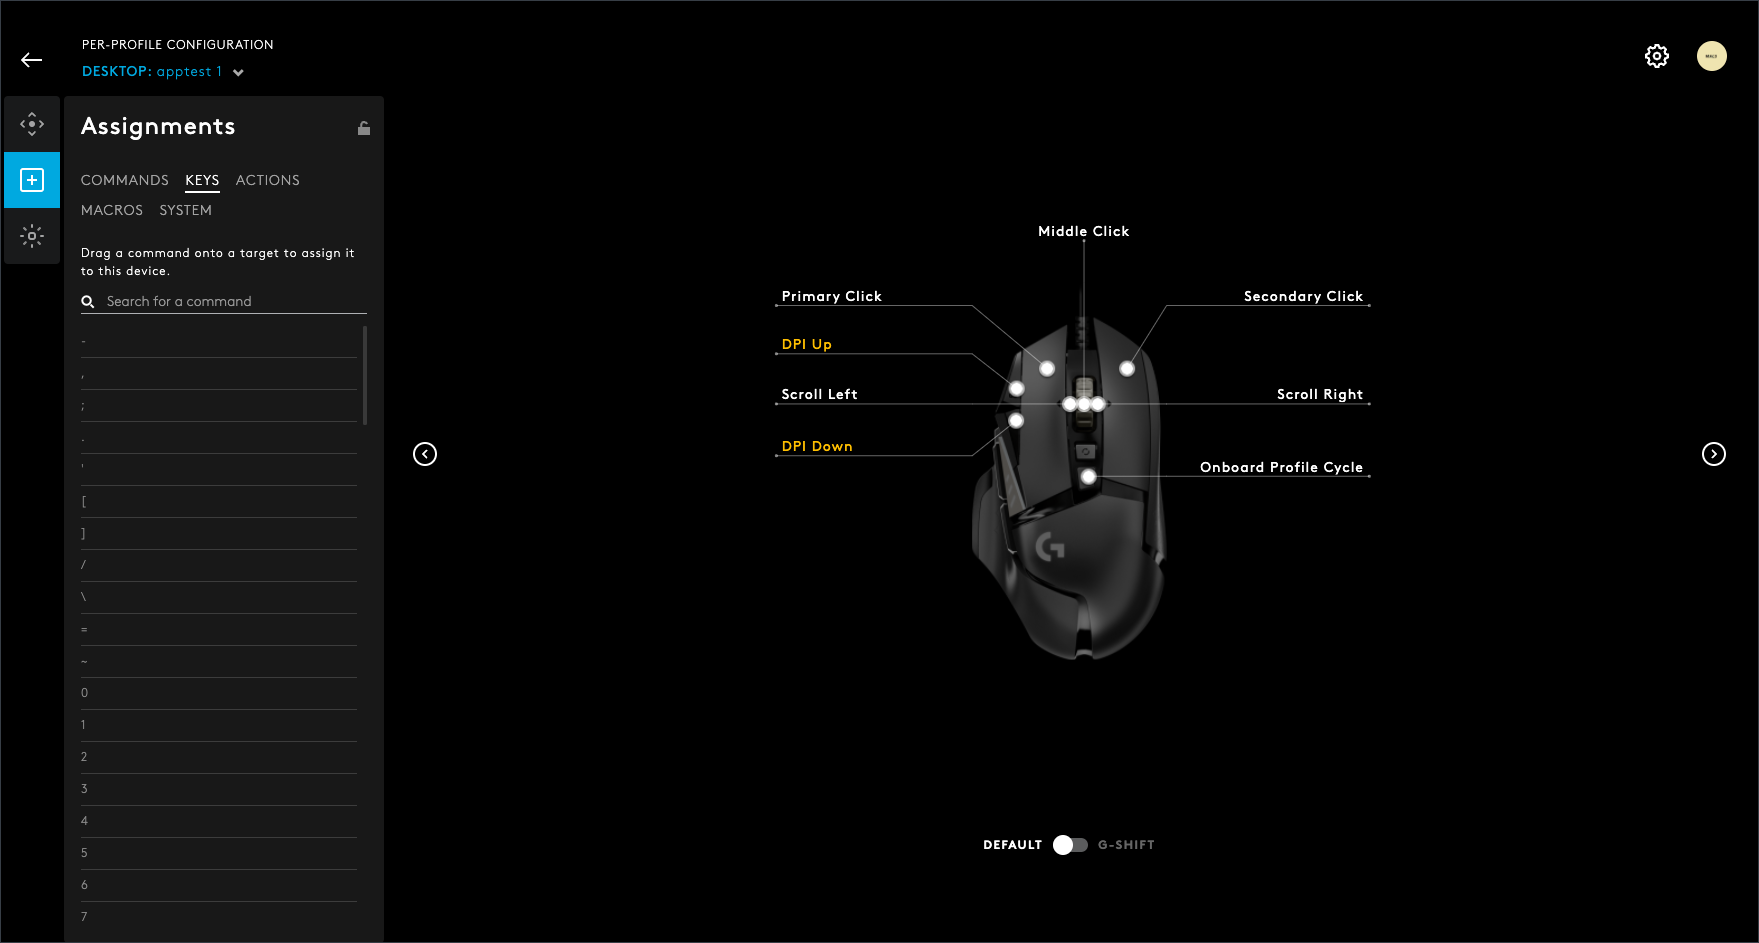 PER-PROFILE CONFIGURATION
DESKTOP: apptest 1
Assignments
COMMANDS KEYS ACTIONS
MACROS SYSTEM
Drag a command onto a target to assign it
to this device.
Search for a command
-
,
;
.
'
[
]
/
\
=
~
0
1
2
3
4
5
6
7
Middle Click
Primary Click
Secondary Click
DPI Up
Scroll Left
Scroll Right
DPI Down
Onboard Profile Cycle
DEFAULT G-SHIFT